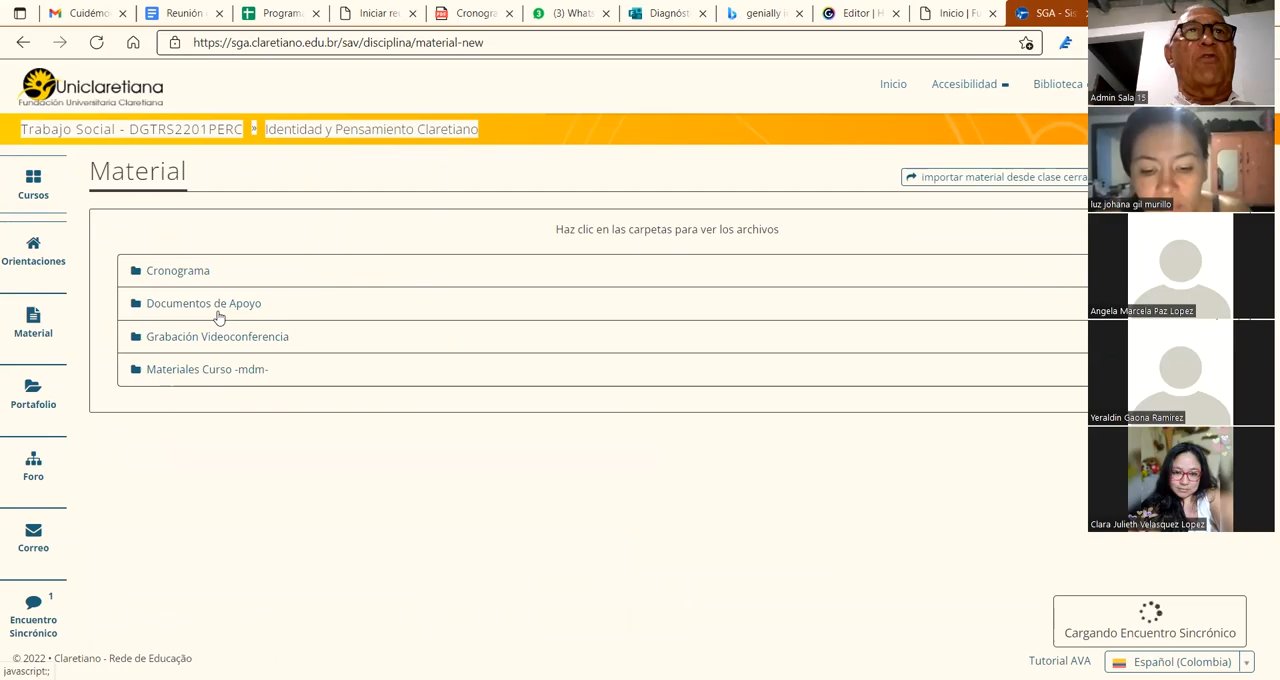 Cuidémo
Reunión
Program
Iniciar re
Cronogra
(3) Whats
Diagnóst
genially i
Editor | H
Inicio | Fu
SGA - Sis
https://sga.claretiano.edu.br/sav/disciplina/material-new
Uniclaretiana
Fundación Universitaria Claretiana
Inicio
Accesibilidad
Biblioteca
Trabajo Social - DGTRS2201PERC » Identidad y Pensamiento Claretiano
Cursos
Orientaciones
Material
Portafolio
Foro
Correo
1
Encuentro
Sincrónico
Material
importar material desde clase cerra
Haz clic en las carpetas para ver los archivos
Cronograma
Documentos de Apoyo
Grabación Videoconferencia
Materiales Curso -mdm-
Admin Sala 15
luz johana gil murillo
Angela Marcela Paz Lopez
Yeraldin Gaona Ramirez
Clara Julieth Velasquez Lopez
Cargando Encuentro Sincrónico
© 2022 • Claretiano - Rede de Educação
Tutorial AVA
Español (Colombia)
javascript:;